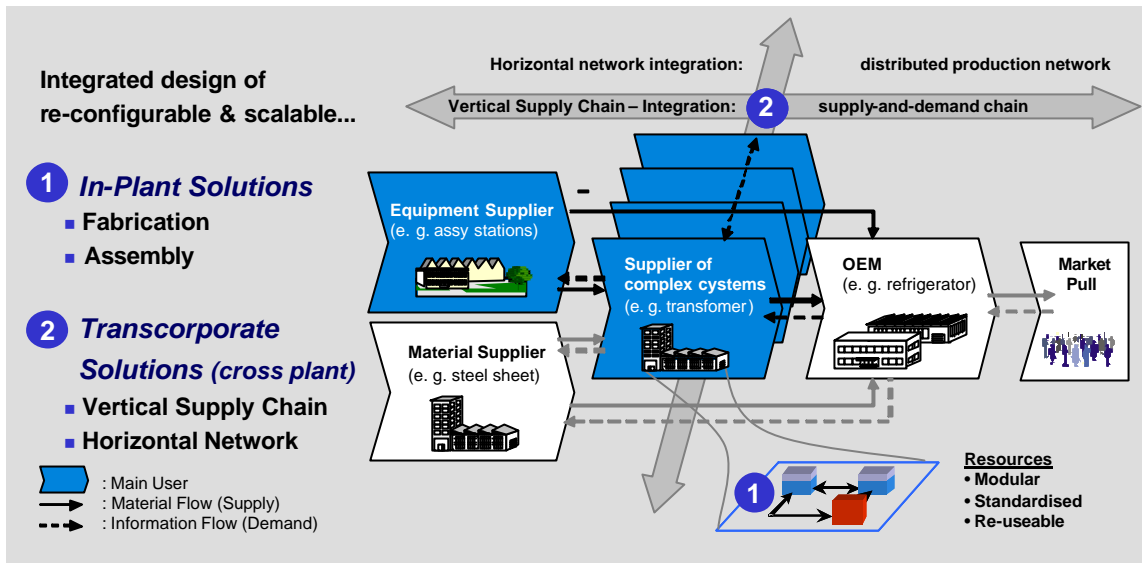 Integrated design of
re-configurable & scalable...
1 In-Plant Solutions
▪ Fabrication
▪ Assembly
2 Transcorporate
Solutions (cross plant)
▪ Vertical Supply Chain
▪ Horizontal Network
: Main User
: Material Flow (Supply)
: Information Flow (Demand)
Horizontal network integration: distributed production network
Vertical Supply Chain – Integration: 2 supply-and-demand chain
Equipment Supplier
(e. g. assy stations)
Material Supplier
(e. g. steel sheet)
Supplier of
complex cystems
(e. g. transfomer)
OEM
(e. g. refrigerator)
Market
Pull
1
Resources
• Modular
• Standardised
• Re-useable